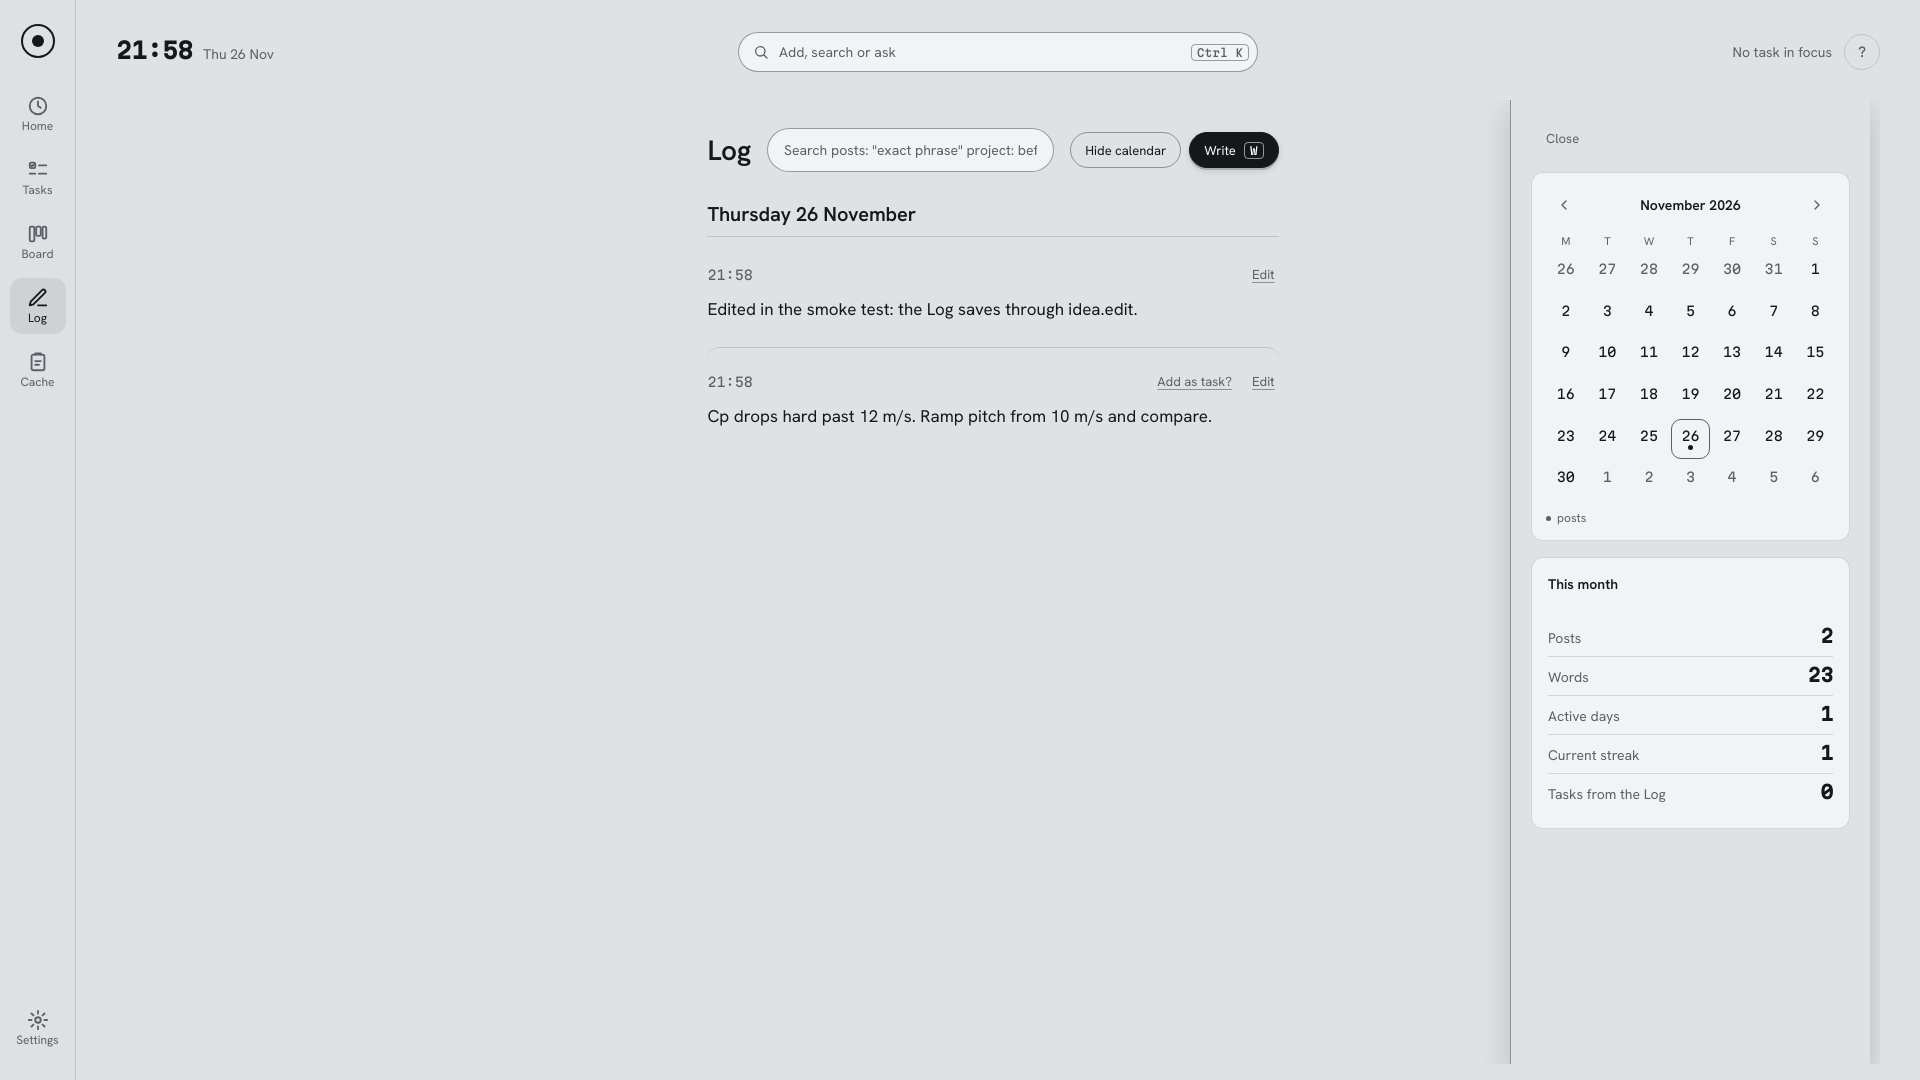 21:58 Thu 26 Nov
Add, search or ask
Ctrl K
No task in focus
?
Home
Tasks
Board
Log
Cache
Settings
Log
Search posts: "exact phrase" project: bef
Hide calendar
Write W
Thursday 26 November
21:58
Edit
Edited in the smoke test: the Log saves through idea.edit.
21:58
Add as task?
Edit
Cp drops hard past 12 m/s. Ramp pitch from 10 m/s and compare.
Close
November 2026
M T W T F S S
26 27 28 29 30 31 1
2 3 4 5 6 7 8
9 10 11 12 13 14 15
16 17 18 19 20 21 22
23 24 25 26 27 28 29
30 1 2 3 4 5 6
posts
This month
Posts 2
Words 23
Active days 1
Current streak 1
Tasks from the Log 0